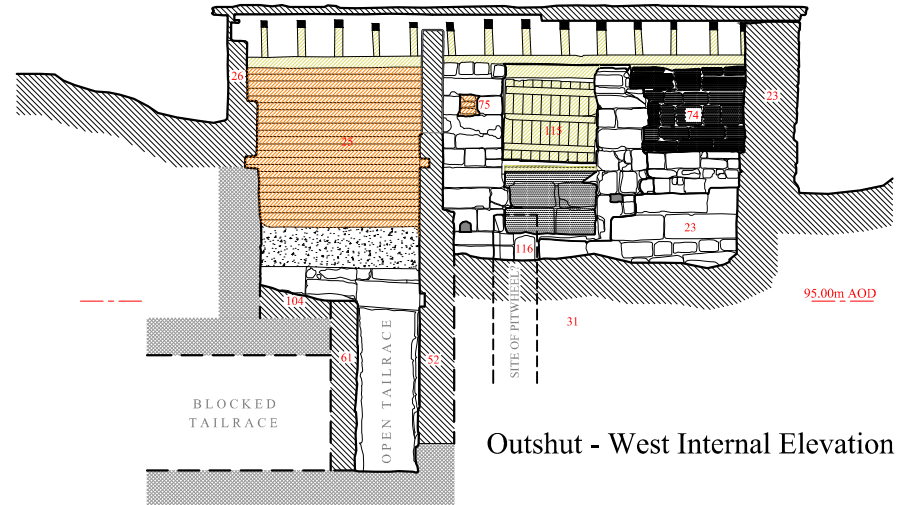 26
23
75
74
25
115
23
116
95.00m AOD
104
31
SITE OF PITWHEEL
61
52
OPEN TAILRACE
BLOCKED
TAILRACE
Outshut - West Internal Elevation